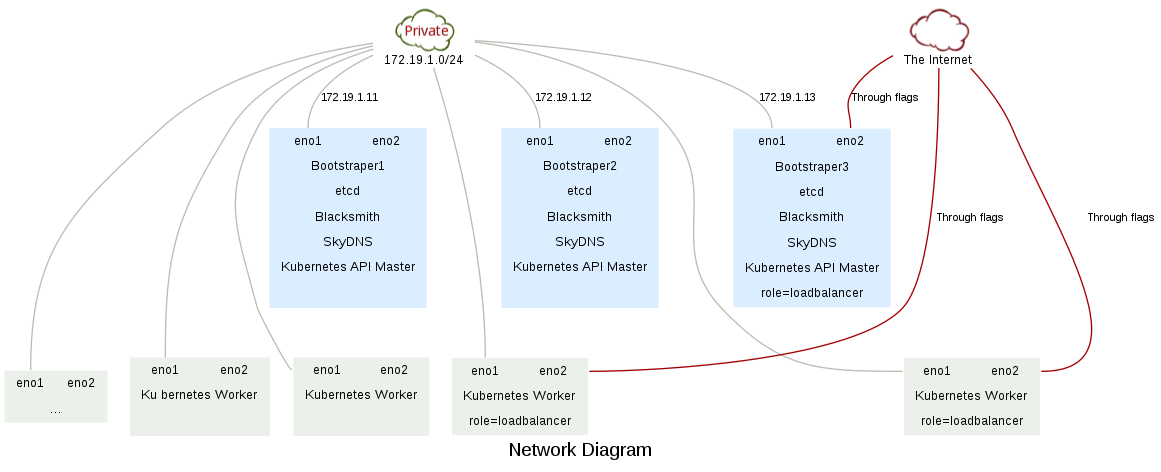 Private
172.19.1.0/24
The Internet
172.19.1.11
172.19.1.12
172.19.1.13
Through flags
eno1 eno2
Bootstraper1
etcd
Blacksmith
SkyDNS
Kubernetes API Master
eno1 eno2
Bootstraper2
etcd
Blacksmith
SkyDNS
Kubernetes API Master
eno1 eno2
Bootstraper3
etcd
Blacksmith
SkyDNS
Kubernetes API Master
role=loadbalancer
Through flags
Through flags
eno1 eno2
...
eno1 eno2
Ku bernetes Worker
eno1 eno2
Kubernetes Worker
eno1 eno2
Kubernetes Worker
role=loadbalancer
eno1 eno2
Kubernetes Worker
role=loadbalancer
Network Diagram